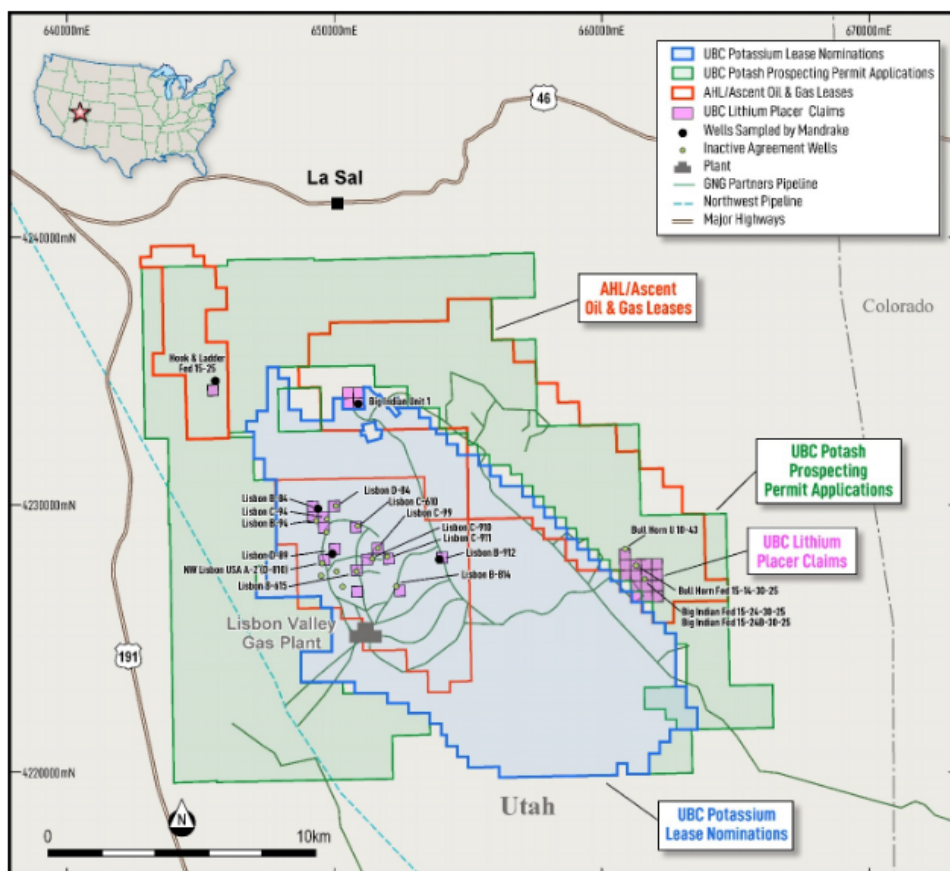 640000mE
650000mE
660000mE
670000mE
UBC Potassium Lease Nominations
UBC Potash Prospecting Permit Applications
AHL/Ascent Oil & Gas Leases
UBC Lithium Placer Claims
Wells Sampled by Mandrake
Inactive Agreement Wells
Plant
GNG Partners Pipeline
Northwest Pipeline
Major Highways
46
La Sal
4240000mN
AHL/Ascent
Oil & Gas Leases
Colorado
Hook & Ladder
Fed 15-25
Big Indian Unit 1
UBC Potash
Prospecting
Permit Applications
4230000mN
Lisbon B-84
Lisbon C-94
Lisbon B-94
Lisbon D-84
Lisbon C-610
Lisbon C-99
Lisbon C-910
Lisbon C-911
Lisbon B-912
Lisbon B-814
Lisbon D-89
NW Lisbon USA A-2 (D-810)
Lisbon B-615
Bull Horn U 10-43
UBC Lithium
Placer Claims
Bull Horn Fed 15-14-30-25
Big Indian Fed 15-24-30-25
Big Indian Fed 15-24B-30-25
Lisbon Valley
Gas Plant
191
4220000mN
Utah
UBC Potassium
Lease Nominations
N
0
10km